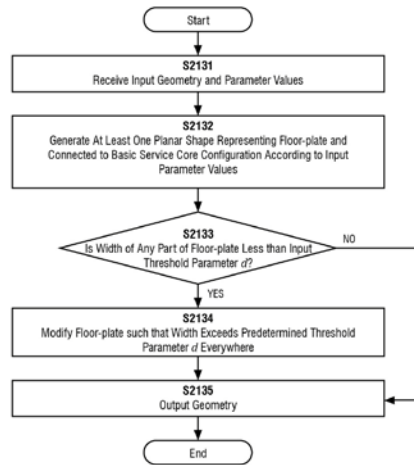 Start
S2131
Receive Input Geometry and Parameter Values
S2132
Generate At Least One Planar Shape Representing Floor-plate and
Connected to Basic Service Core Configuration According to Input
Parameter Values
S2133
Is Width of Any Part of Floor-plate Less than Input
Threshold Parameter d?
NO
YES
S2134
Modify Floor-plate such that Width Exceeds Predetermined Threshold
Parameter d Everywhere
S2135
Output Geometry
End